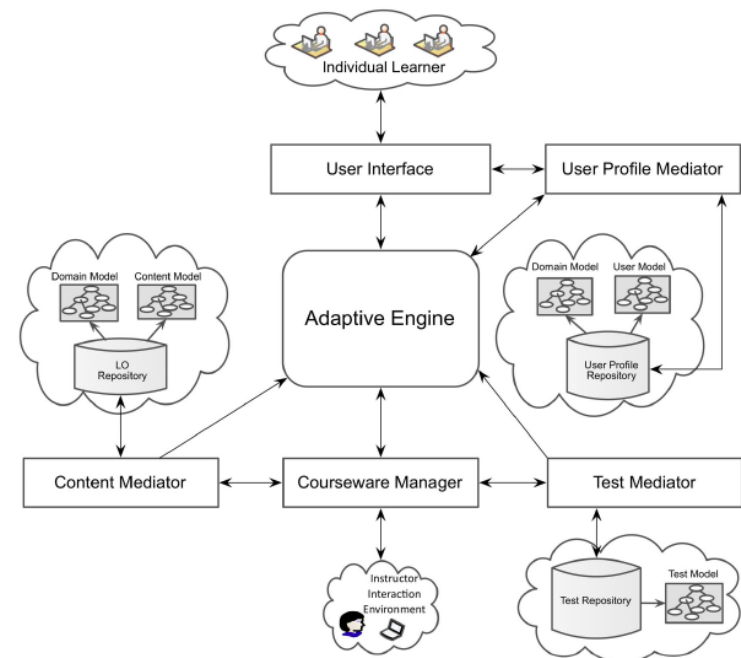 Individual Learner
User Interface
User Profile Mediator
Domain Model
Content Model
LO
Repository
Adaptive Engine
Domain Model
User Model
User Profile
Repository
Content Mediator
Courseware Manager
Test Mediator
Instructor
Interaction
Environment
Test Repository
Test Model